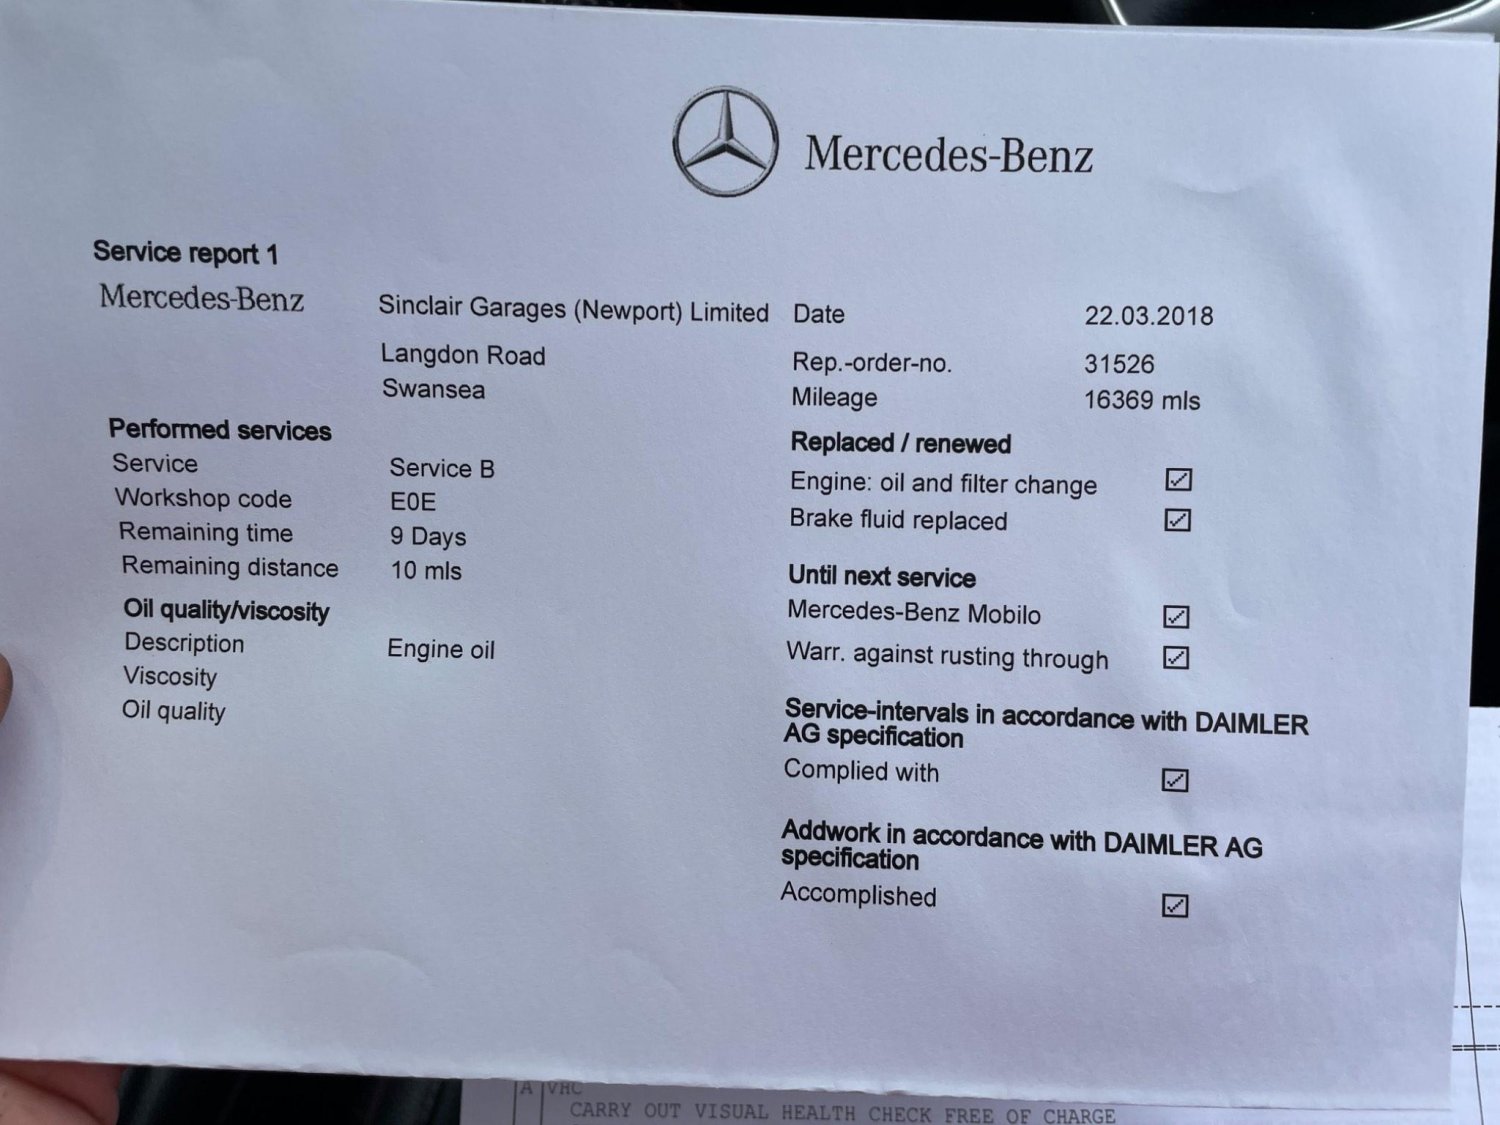 Mercedes-Benz
Service report 1
Mercedes-Benz
Sinclair Garages (Newport) Limited
Langdon Road
Swansea
Date 22.03.2018
Rep.-order-no. 31526
Mileage 16369 mls
Performed services
Service Service B
Workshop code E0E
Remaining time 9 Days
Remaining distance 10 mls
Oil quality/viscosity
Description Engine oil
Viscosity
Oil quality
Replaced / renewed
Engine: oil and filter change
Brake fluid replaced
Until next service
Mercedes-Benz Mobilo
Warr. against rusting through
Service-intervals in accordance with DAIMLER
AG specification
Complied with
Addwork in accordance with DAIMLER AG
specification
Accomplished
A VHC
CARRY OUT VISUAL HEALTH CHECK FREE OF CHARGE